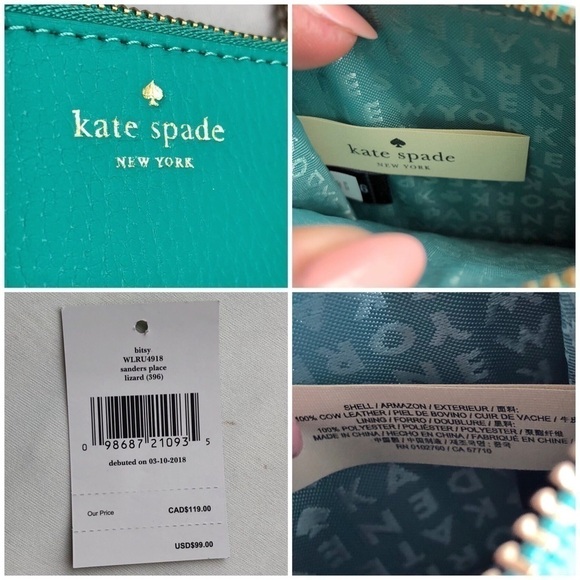 kate spade
NEW YORK
kate spade
NEW YORK
bitsy
WLRU4918
sanders place
lizard (396)
0 98687 21093 5
debuted on 03-10-2018
Our Price CAD$119.00
USD$99.00
SHELL / ARMAZON / EXTERIEUR / 面料:
100% COW LEATHER / PIEL DE BOVINO / CUIR DE VACHE / 牛
LINING / FORRO / DOUBLURE / 里料:
100% POLYESTER / POLIÉSTER / POLYESTER / 聚酯纤维
MADE IN CHINA / HECHO EN CHINA / FABRIQUÉ EN CHINE /
RN 0102760 / CA 57710